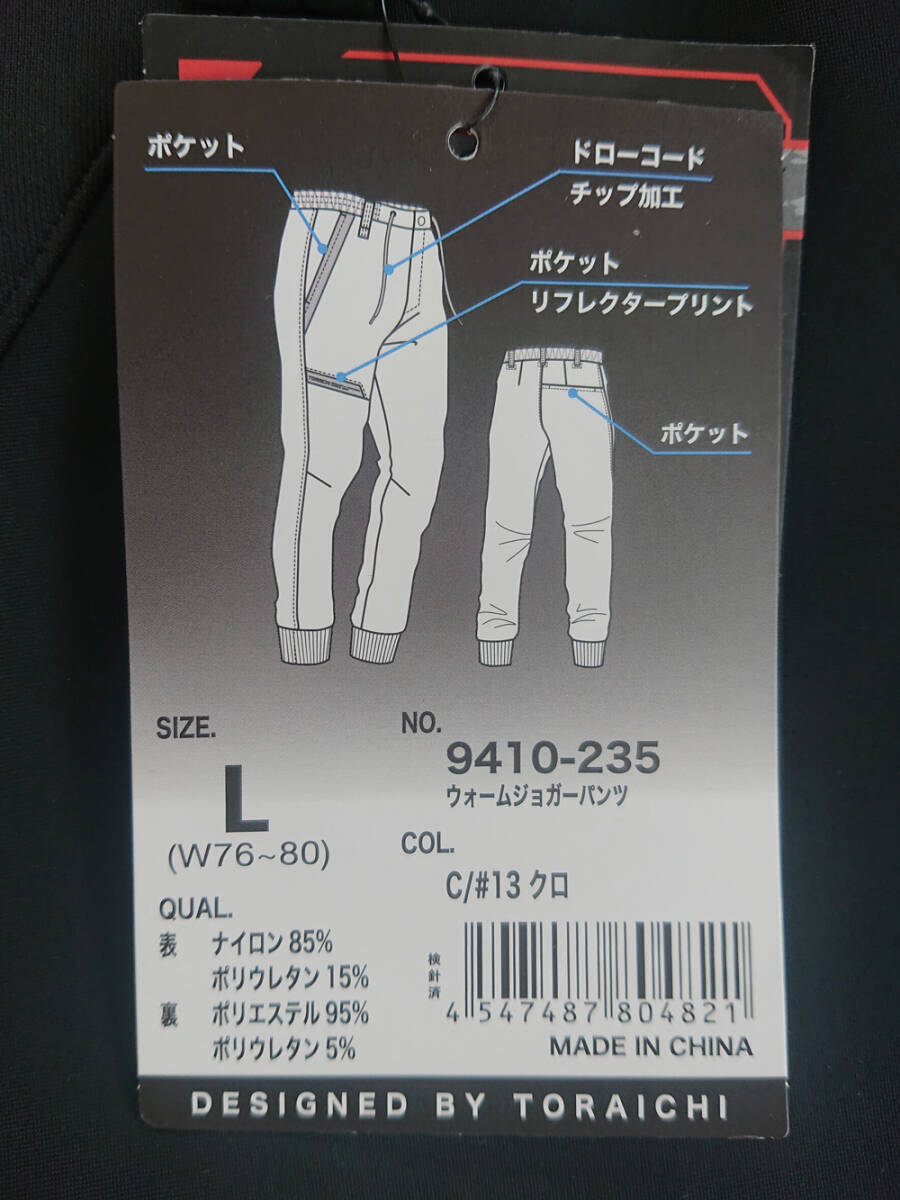 ポケット
ドローコード
チップ加工
ポケット
リフレクタープリント
ポケット
SIZE.
L
(W76~80)
NO.
9410-235
ウォームジョガーパンツ
COL.
C/#13 クロ
QUAL.
表 ナイロン 85%
ポリウレタン 15%
裏 ポリエステル 95%
ポリウレタン 5%
検針済
4 547487 804821
MADE IN CHINA
DESIGNED BY TORAICHI